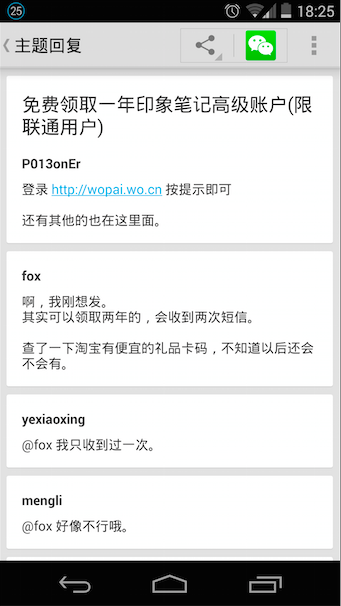 25
18:25
主题回复
免费领取一年印象笔记高级账户(限
联通用户)
P013onEr
登录 http://wopai.wo.cn 按提示即可
还有其他的也在这里面。
fox
啊，我刚想发。
其实可以领取两年的，会收到两次短信。
查了一下淘宝有便宜的礼品卡码，不知道以后还会
不会有。
yexiaoxing
@fox 我只收到过一次。
mengli
@fox 好像不行哦。